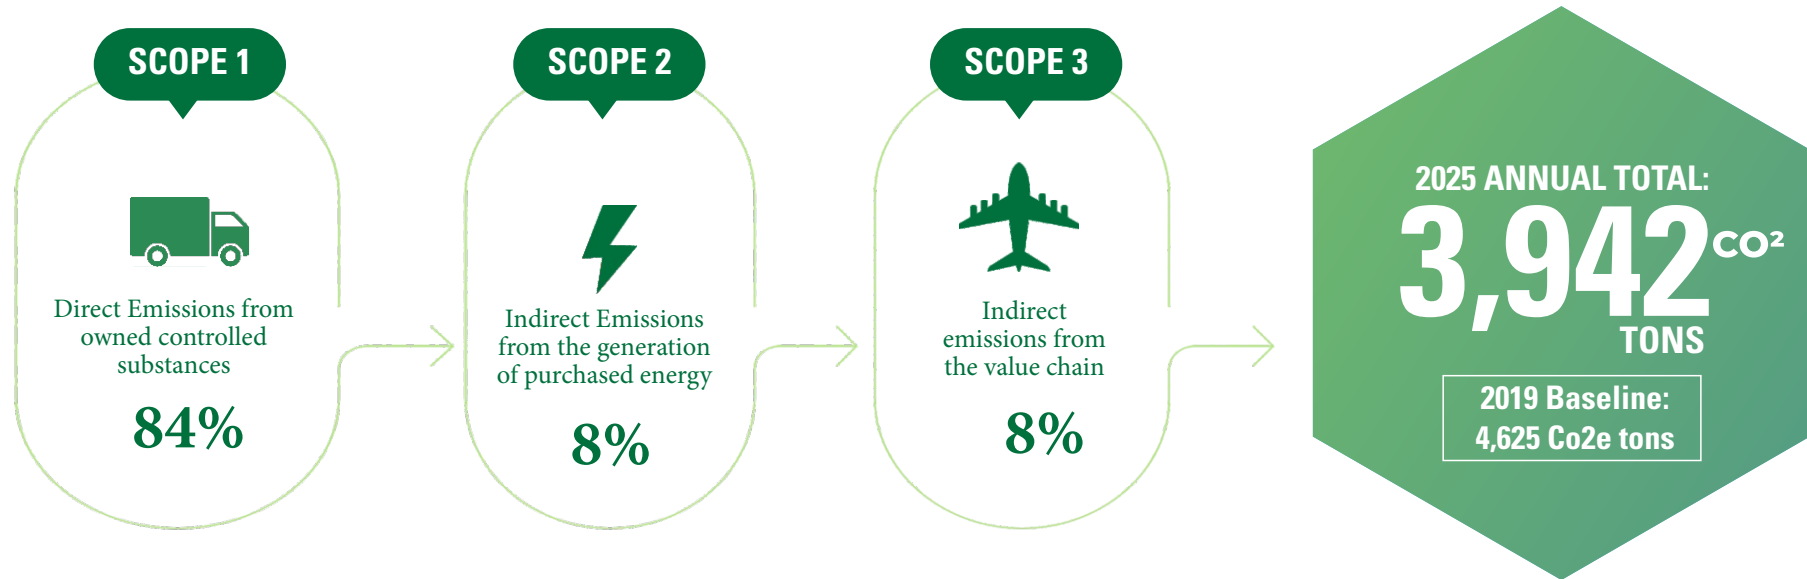 SCOPE 1
Direct Emissions from
owned controlled
substances
84%
SCOPE 2
Indirect Emissions
from the generation
of purchased energy
8%
SCOPE 3
Indirect
emissions from
the value chain
8%
2025 ANNUAL TOTAL:
3,942 CO²
TONS
2019 Baseline:
4,625 Co2e tons